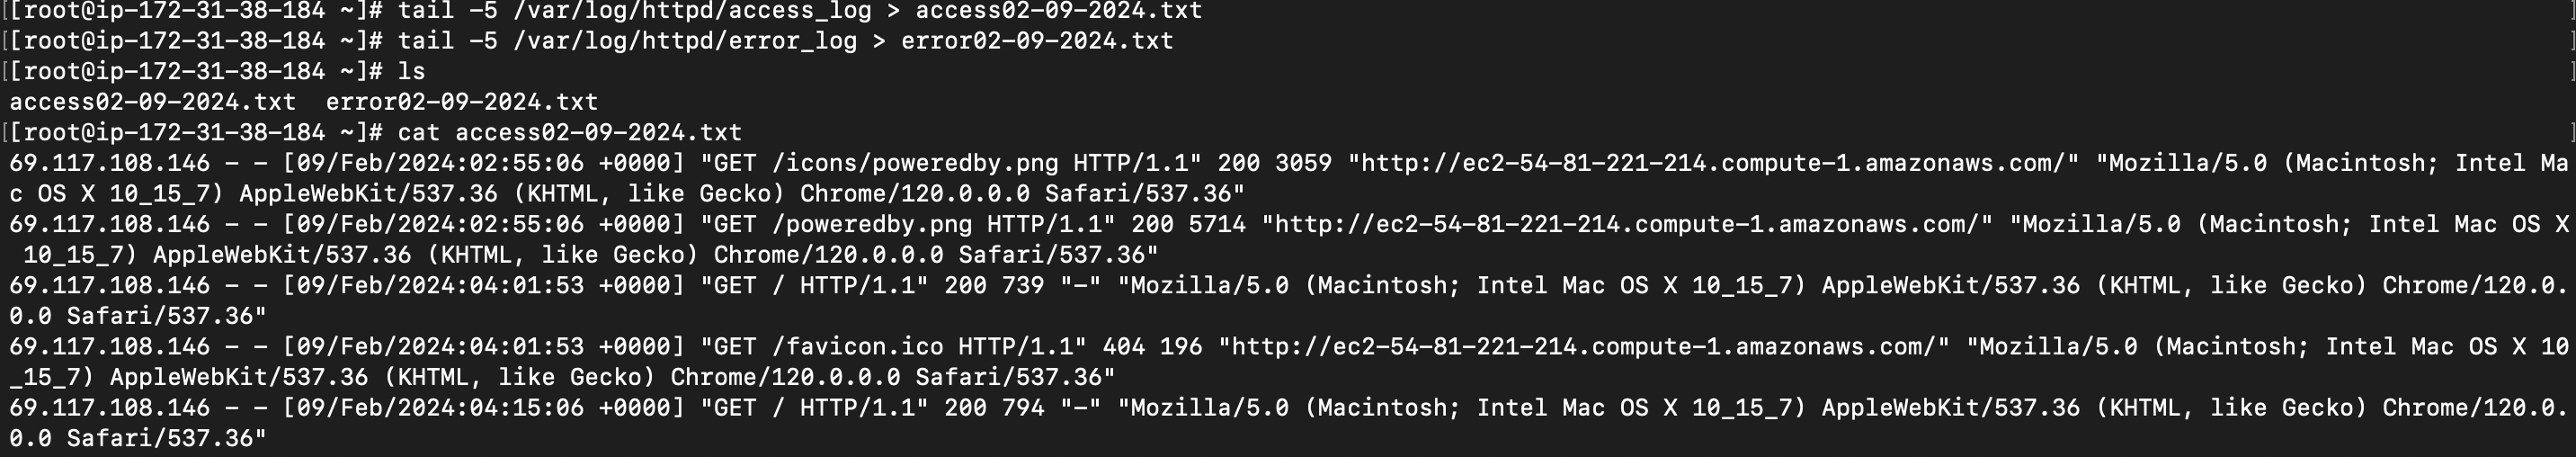 [[root@ip-172-31-38-184 ~]# tail -5 /var/log/httpd/access_log > access02-09-2024.txt ]
[[root@ip-172-31-38-184 ~]# tail -5 /var/log/httpd/error_log > error02-09-2024.txt ]
[[root@ip-172-31-38-184 ~]# ls ]
access02-09-2024.txt  error02-09-2024.txt
[[root@ip-172-31-38-184 ~]# cat access02-09-2024.txt ]
69.117.108.146 - - [09/Feb/2024:02:55:06 +0000] "GET /icons/poweredby.png HTTP/1.1" 200 3059 "http://ec2-54-81-221-214.compute-1.amazonaws.com/" "Mozilla/5.0 (Macintosh; Intel Ma
c OS X 10_15_7) AppleWebKit/537.36 (KHTML, like Gecko) Chrome/120.0.0.0 Safari/537.36"
69.117.108.146 - - [09/Feb/2024:02:55:06 +0000] "GET /poweredby.png HTTP/1.1" 200 5714 "http://ec2-54-81-221-214.compute-1.amazonaws.com/" "Mozilla/5.0 (Macintosh; Intel Mac OS X
 10_15_7) AppleWebKit/537.36 (KHTML, like Gecko) Chrome/120.0.0.0 Safari/537.36"
69.117.108.146 - - [09/Feb/2024:04:01:53 +0000] "GET / HTTP/1.1" 200 739 "-" "Mozilla/5.0 (Macintosh; Intel Mac OS X 10_15_7) AppleWebKit/537.36 (KHTML, like Gecko) Chrome/120.0.
0.0 Safari/537.36"
69.117.108.146 - - [09/Feb/2024:04:01:53 +0000] "GET /favicon.ico HTTP/1.1" 404 196 "http://ec2-54-81-221-214.compute-1.amazonaws.com/" "Mozilla/5.0 (Macintosh; Intel Mac OS X 10
_15_7) AppleWebKit/537.36 (KHTML, like Gecko) Chrome/120.0.0.0 Safari/537.36"
69.117.108.146 - - [09/Feb/2024:04:15:06 +0000] "GET / HTTP/1.1" 200 794 "-" "Mozilla/5.0 (Macintosh; Intel Mac OS X 10_15_7) AppleWebKit/537.36 (KHTML, like Gecko) Chrome/120.0.
0.0 Safari/537.36"